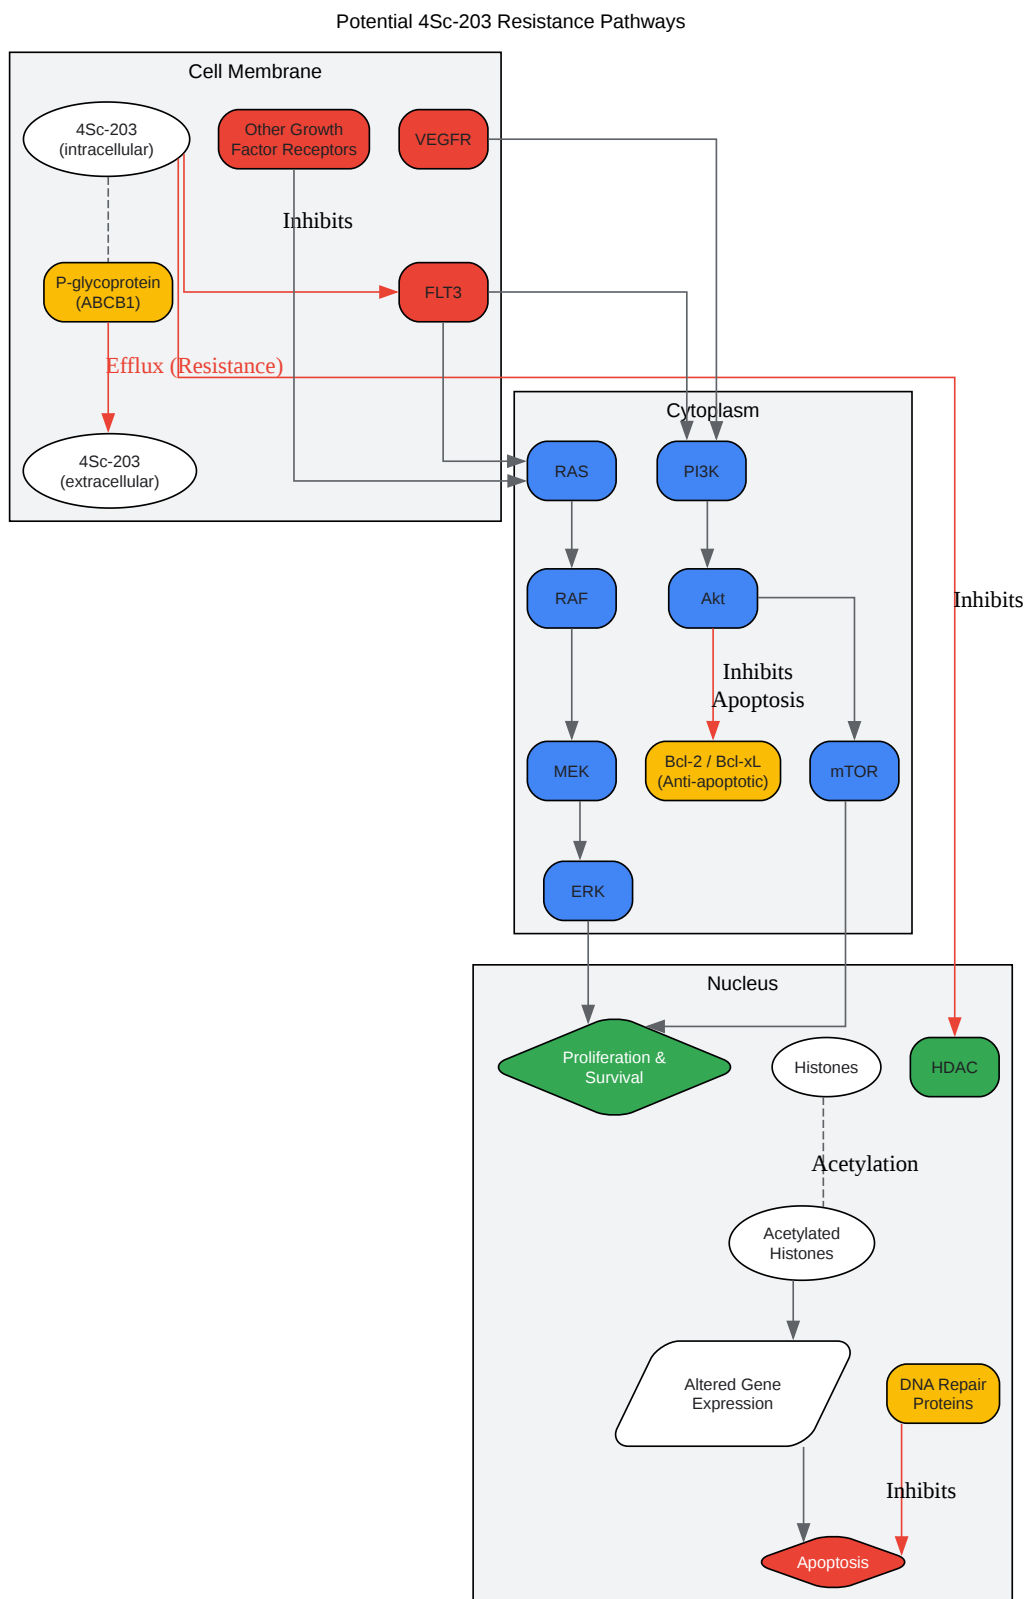 Potential 4Sc-203 Resistance Pathways
Cell Membrane
4Sc-203
(intracellular)
Other Growth
Factor Receptors
VEGFR
Inhibits
P-glycoprotein
(ABCB1)
FLT3
Efflux (Resistance)
4Sc-203
(extracellular)
Cytoplasm
RAS
PI3K
RAF
Akt
Inhibits
Inhibits
Apoptosis
MEK
Bcl-2 / Bcl-xL
(Anti-apoptotic)
mTOR
ERK
Nucleus
Proliferation &
Survival
Histones
HDAC
Acetylation
Acetylated
Histones
Altered Gene
Expression
DNA Repair
Proteins
Inhibits
Apoptosis